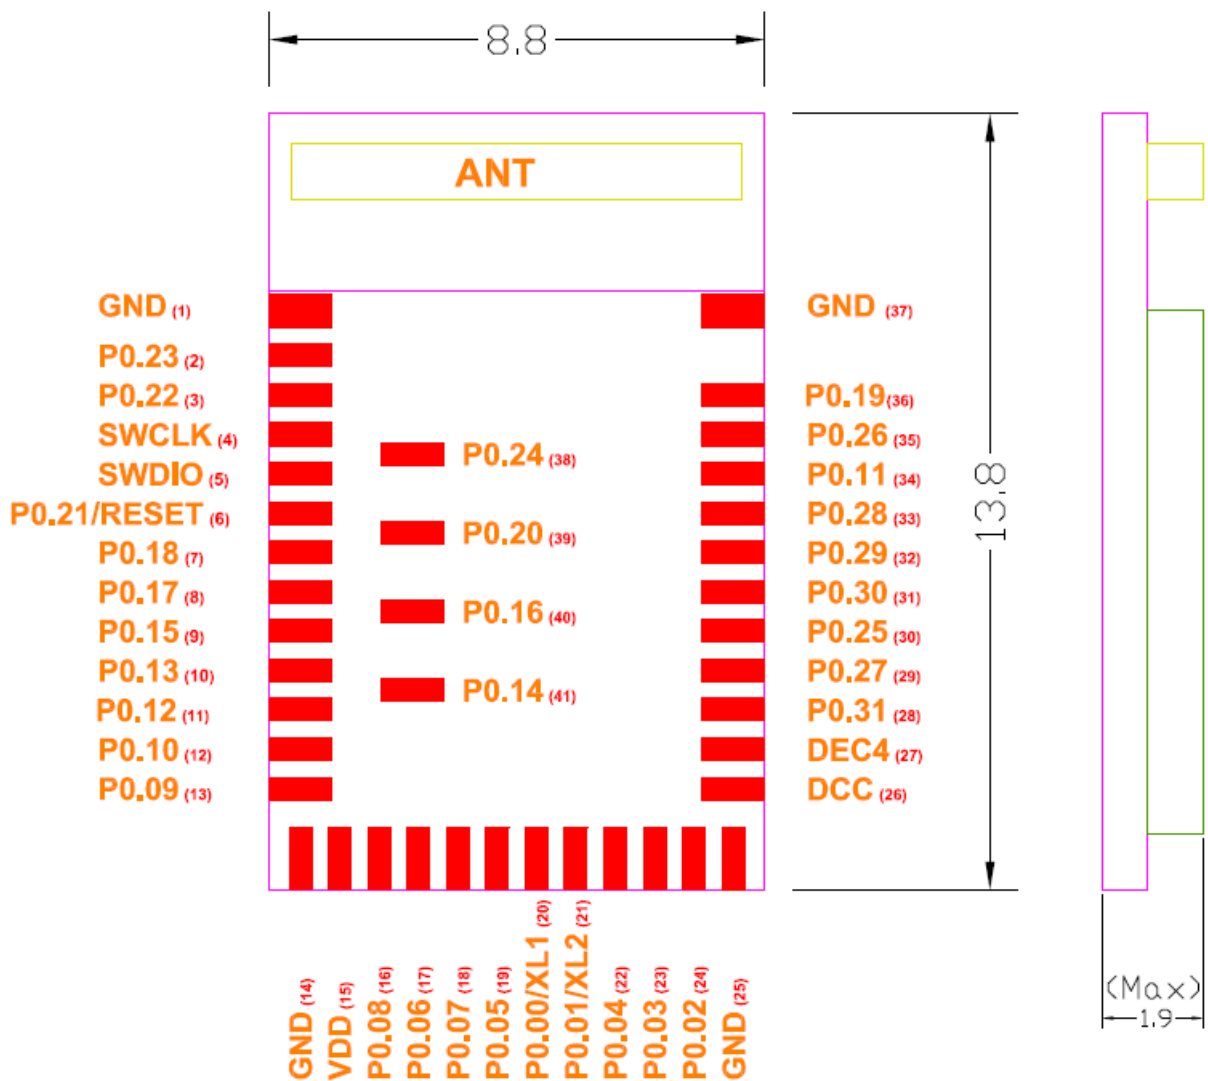 8.8
ANT
GND (1)
P0.23 (2)
P0.22 (3)
SWCLK (4)
SWDIO (5)
P0.21/RESET (6)
P0.18 (7)
P0.17 (8)
P0.15 (9)
P0.13 (10)
P0.12 (11)
P0.10 (12)
P0.09 (13)
P0.24 (38)
P0.20 (39)
P0.16 (40)
P0.14 (41)
GND (37)
P0.19 (36)
P0.26 (35)
P0.11 (34)
P0.28 (33)
P0.29 (32)
P0.30 (31)
P0.25 (30)
P0.27 (29)
P0.31 (28)
DEC4 (27)
DCC (26)
13.8
GND (14)
VDD (15)
P0.08 (16)
P0.06 (17)
P0.07 (18)
P0.05 (19)
P0.00/XL1 (20)
P0.01/XL2 (21)
P0.04 (22)
P0.03 (23)
P0.02 (24)
GND (25)
(Max)
1.9